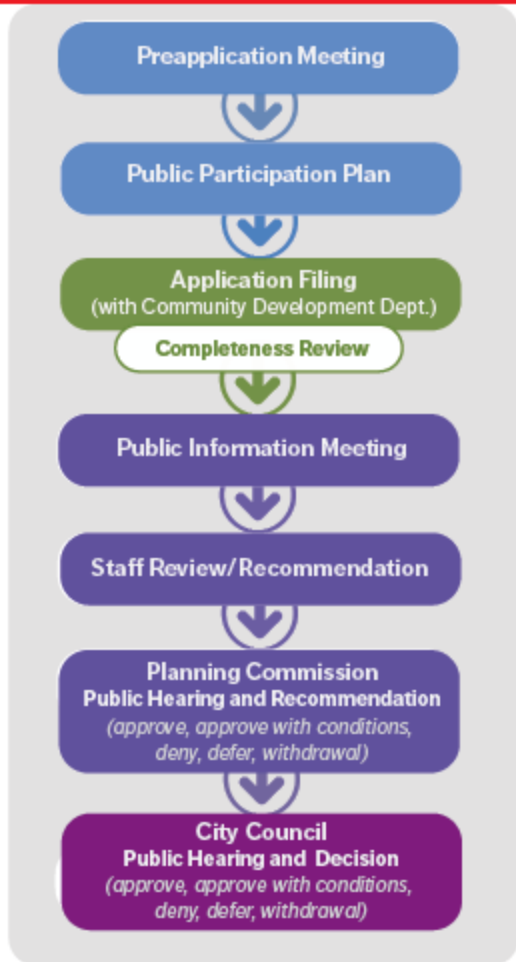 Preapplication Meeting
Public Participation Plan
Application Filing
(with Community Development Dept.)
Completeness Review
Public Information Meeting
Staff Review/Recommendation
Planning Commission
Public Hearing and Recommendation
(approve, approve with conditions,
deny, defer, withdrawal)
City Council
Public Hearing and Decision
(approve, approve with conditions,
deny, defer, withdrawal)